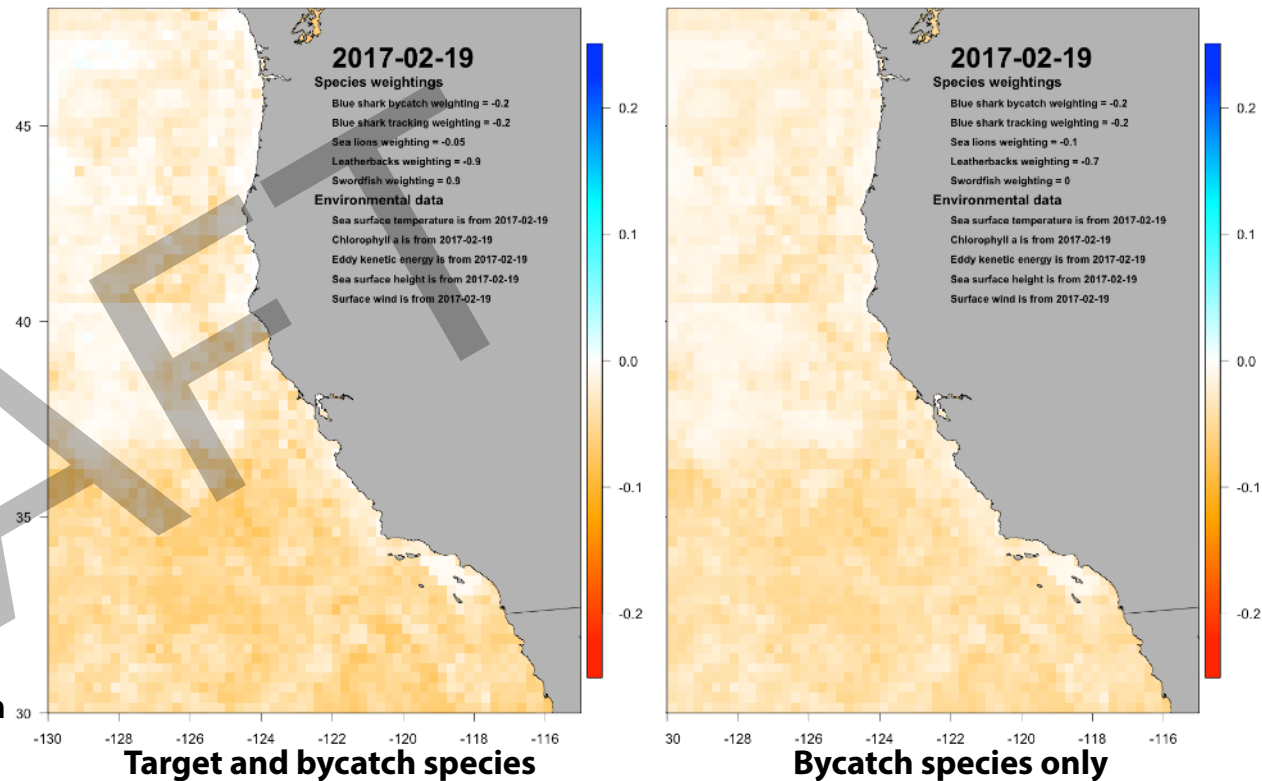 2017-02-19
Species weightings
Blue shark bycatch weighting = -0.2
Blue shark tracking weighting = -0.2
Sea lions weighting = -0.05
Leatherbacks weighting = -0.9
Swordfish weighting = 0.9
Environmental data
Sea surface temperature is from 2017-02-19
Chlorophyll a is from 2017-02-19
Eddy kenetic energy is from 2017-02-19
Sea surface height is from 2017-02-19
Surface wind is from 2017-02-19
45
40
35
30
-130 -128 -126 -124 -122 -120 -118 -116
0.2
0.1
0.0
-0.1
-0.2
Target and bycatch species
2017-02-19
Species weightings
Blue shark bycatch weighting = -0.2
Blue shark tracking weighting = -0.2
Sea lions weighting = -0.1
Leatherbacks weighting = -0.7
Swordfish weighting = 0
Environmental data
Sea surface temperature is from 2017-02-19
Chlorophyll a is from 2017-02-19
Eddy kenetic energy is from 2017-02-19
Sea surface height is from 2017-02-19
Surface wind is from 2017-02-19
30 -128 -126 -124 -122 -120 -118 -116
0.2
0.1
0.0
-0.1
-0.2
Bycatch species only
AFT